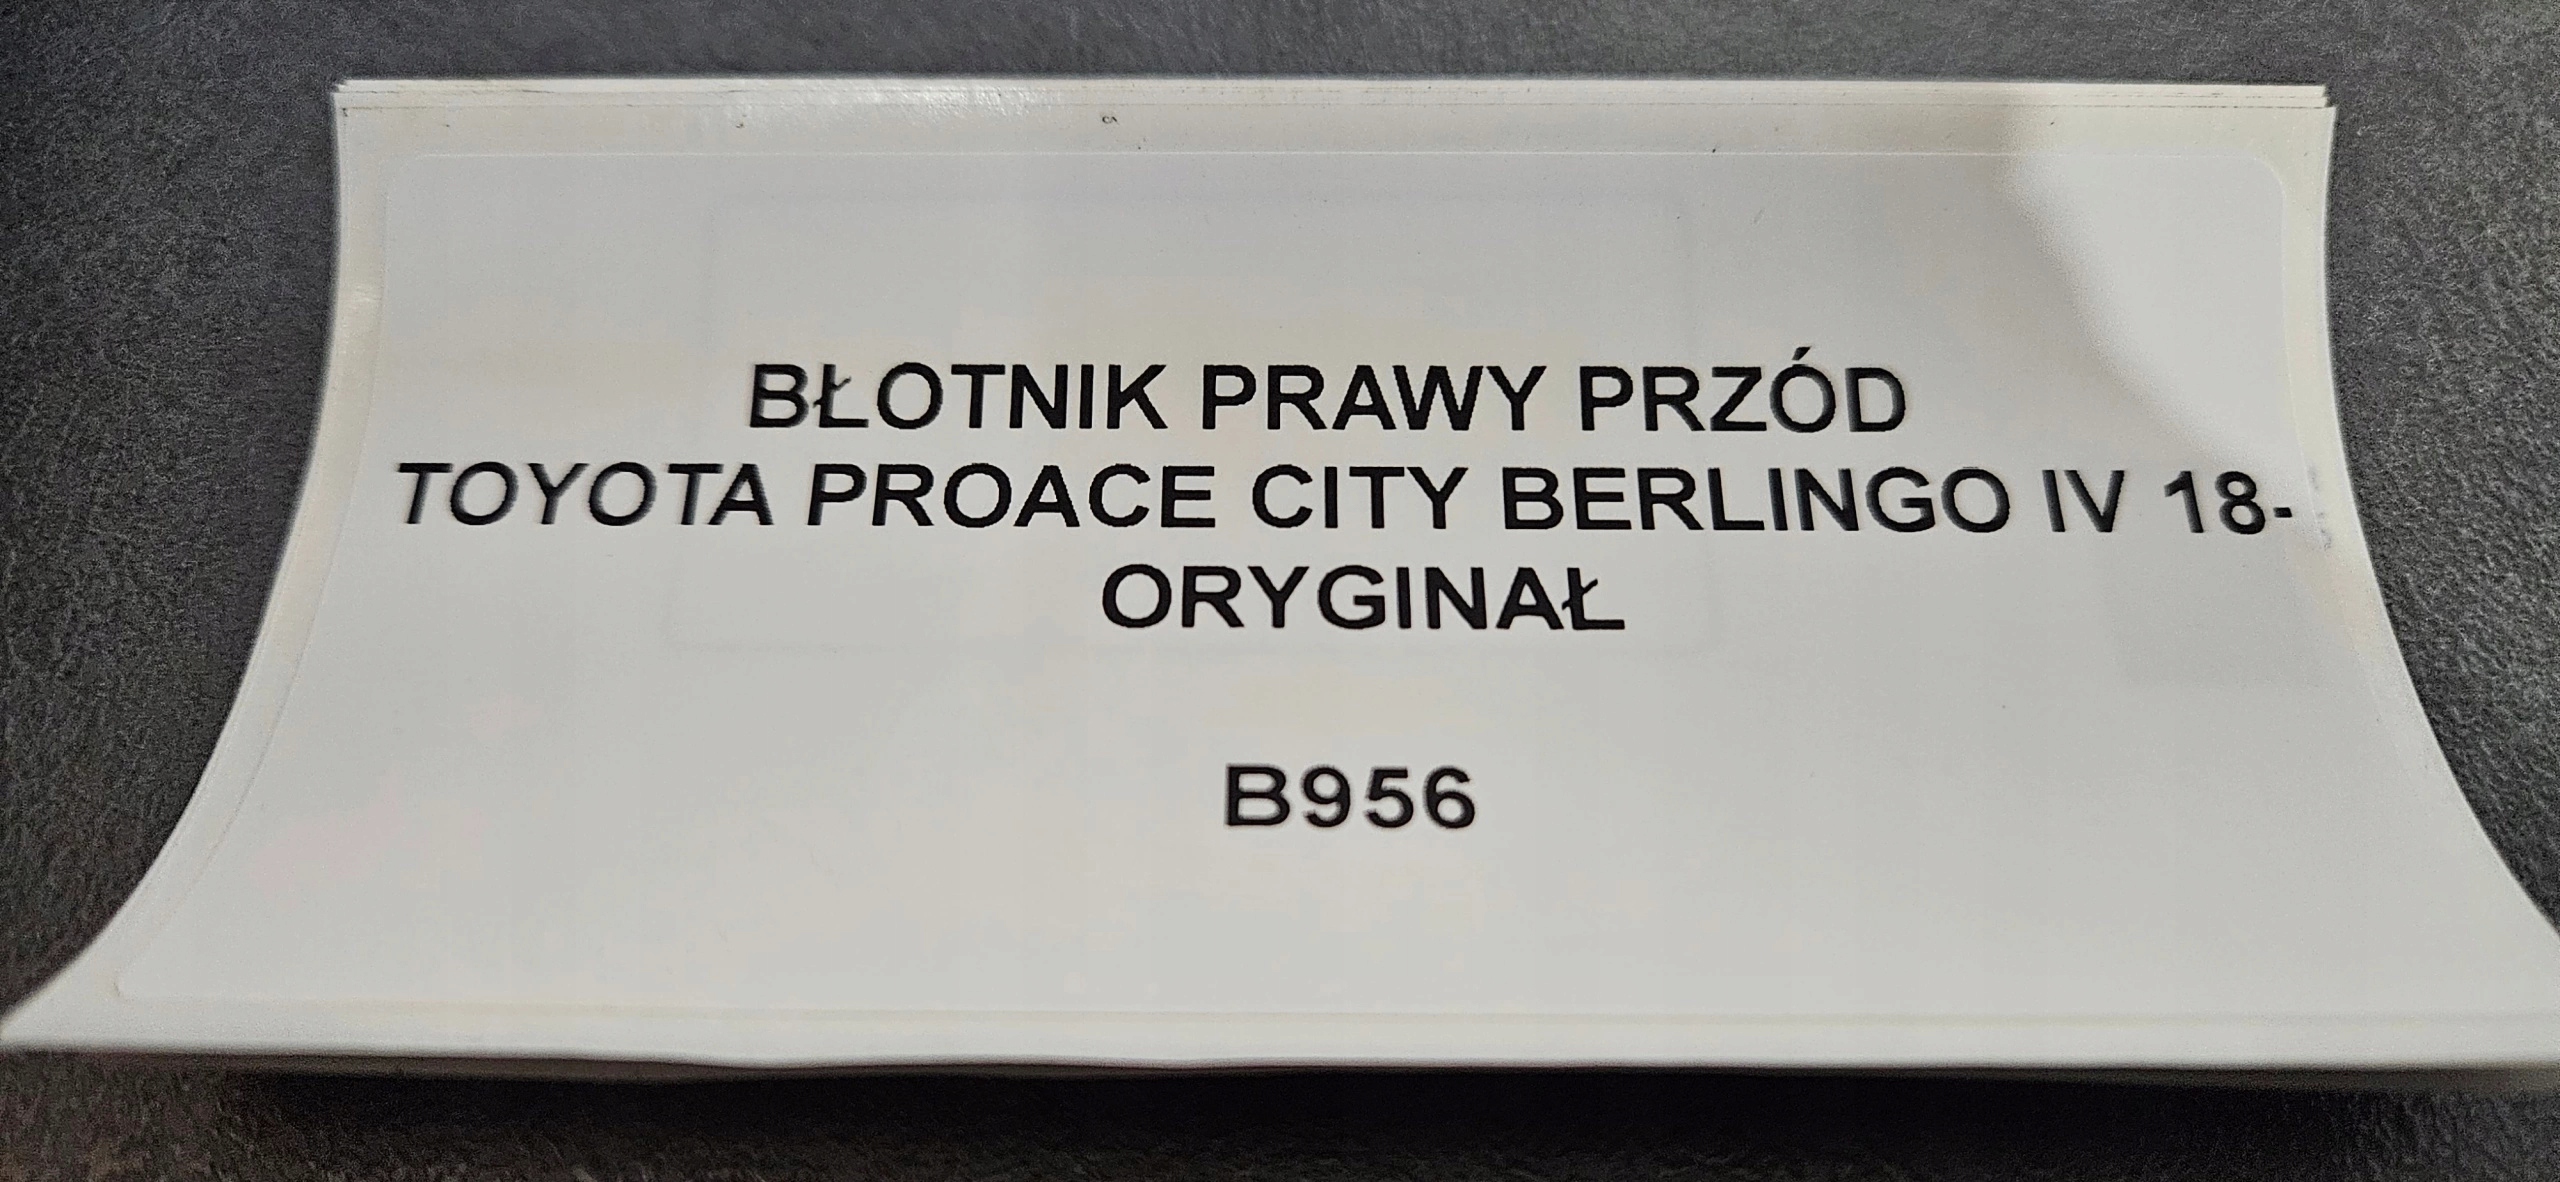 BŁOTNIK PRAWY PRZÓD
TOYOTA PROACE CITY BERLINGO IV 18-
ORYGINAŁ
B956